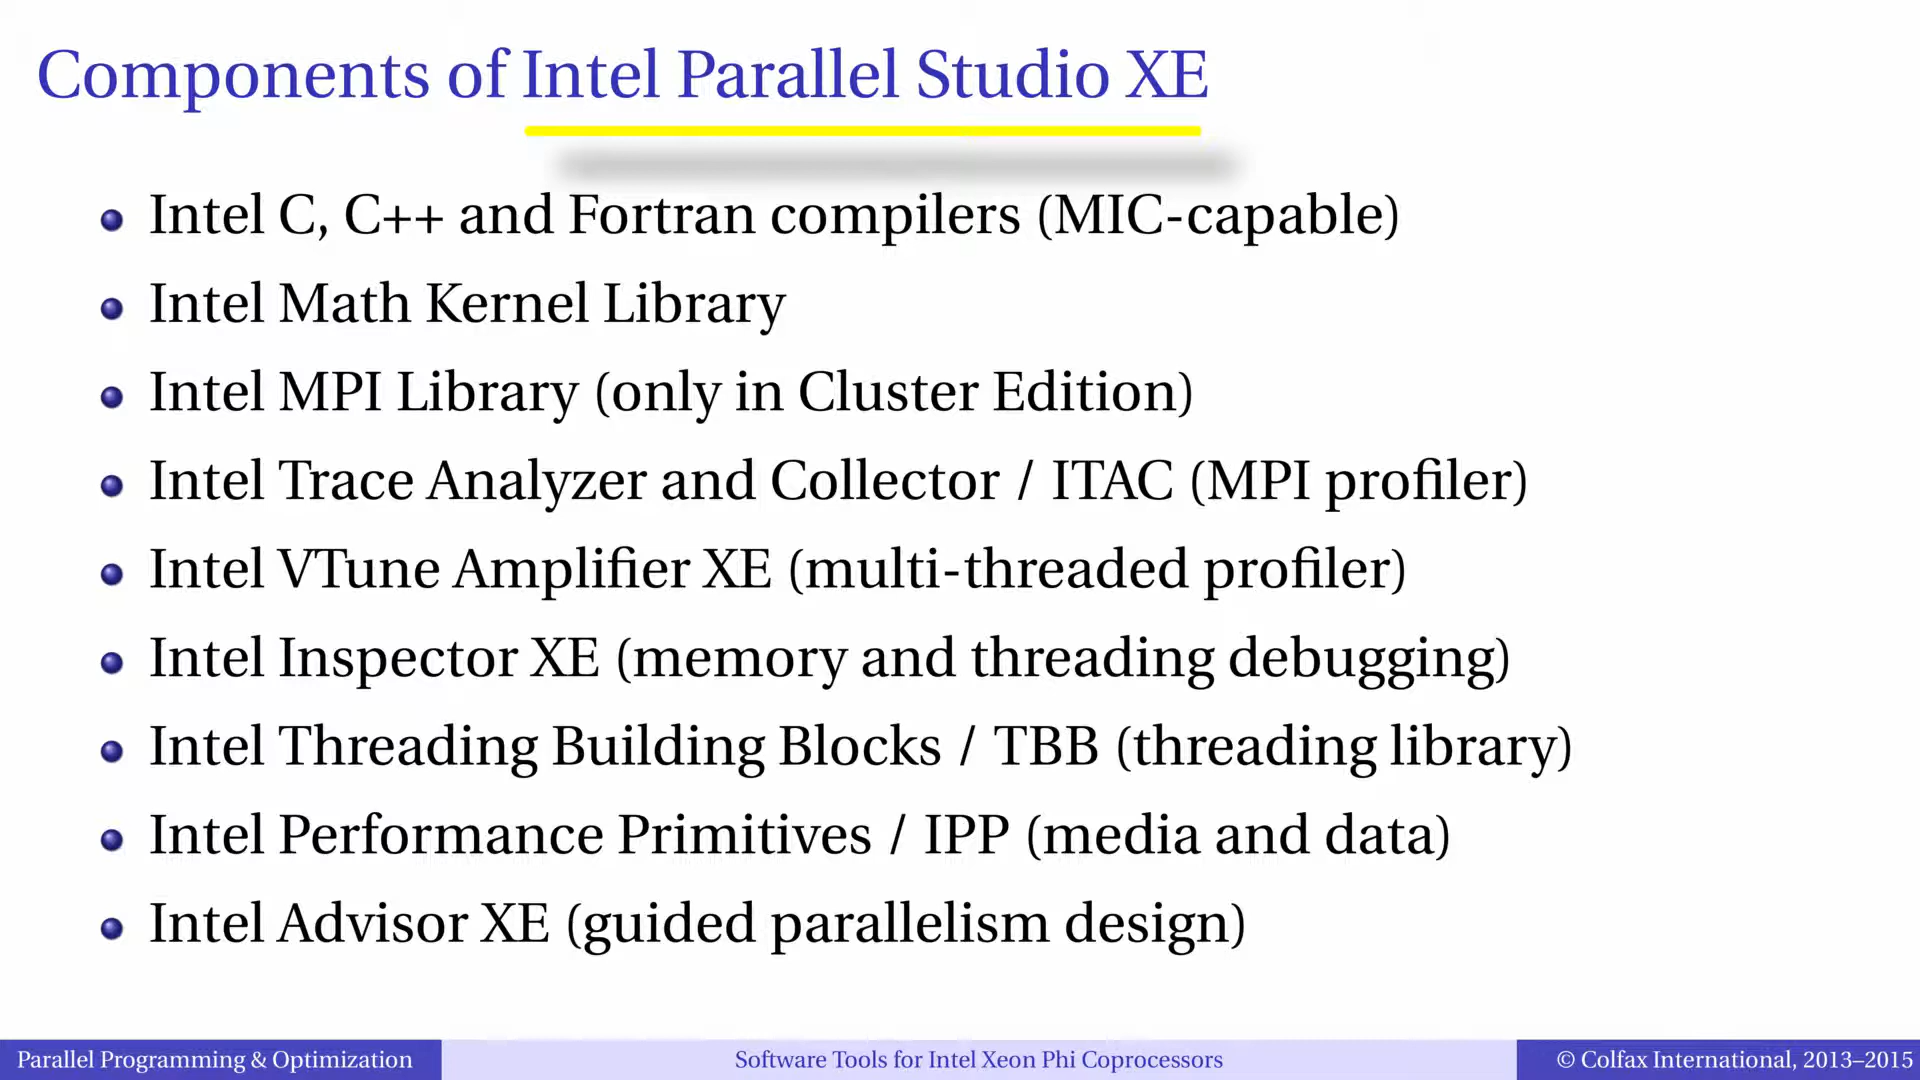 Components of Intel Parallel Studio XE
Intel C, C++ and Fortran compilers (MIC-capable)
Intel Math Kernel Library
Intel MPI Library (only in Cluster Edition)
Intel Trace Analyzer and Collector / ITAC (MPI profiler)
Intel VTune Amplifier XE (multi-threaded profiler)
Intel Inspector XE (memory and threading debugging)
Intel Threading Building Blocks / TBB (threading library)
Intel Performance Primitives / IPP (media and data)
Intel Advisor XE (guided parallelism design)
Parallel Programming & Optimization
Software Tools for Intel Xeon Phi Coprocessors
© Colfax International, 2013–2015